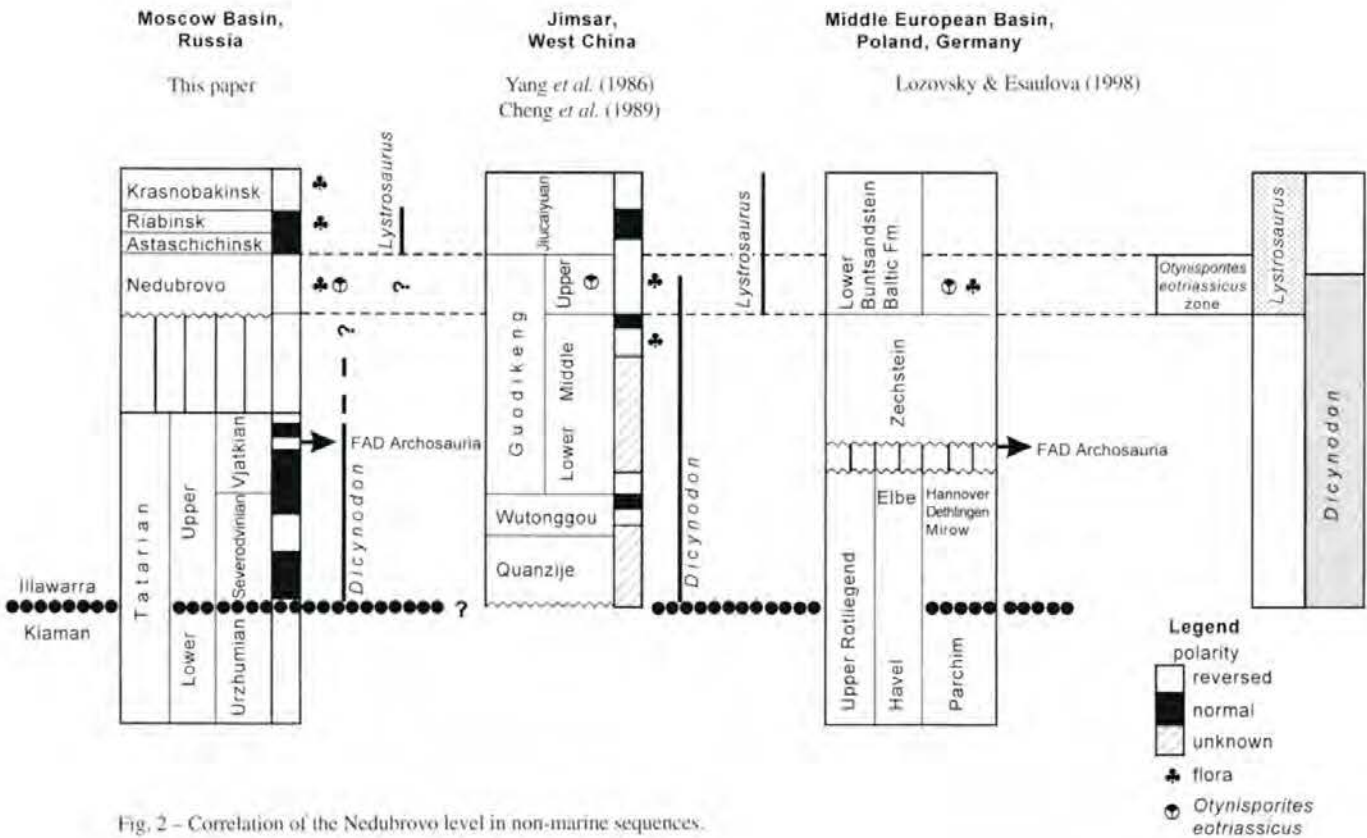 Moscow Basin,
Russia
This paper
Jimsar,
West China
Yang et al. (1986)
Cheng et al. (1989)
Middle European Basin,
Poland, Germany
Lozovsky & Esaulova (1998)
Krasnobakinsk
Riabinsk
Astaschichinsk
Nedubrovo
Lystrosaurus
?
?
Tatarian
Upper
Lower
Vjatkian
Severodvinian
Urzhumian
FAD Archosauria
Dicynodon
Illawarra
Kiaman
?
Jiucaiyuan
Guodikeng
Upper
Middle
Lower
Wutonggou
Quanzije
Lystrosaurus
Dicynodon
Lower
Buntsandstein
Baltic Fm.
Zechstein
FAD Archosauria
Upper Rotliegend
Elbe
Havel
Hannover
Dethlingen
Mirow
Parchim
Otynisporites
eotriassicus
zone
Lystrosaurus
Dicynodon
Legend
polarity
reversed
normal
unknown
flora
Otynisporites
eotriassicus
Fig. 2 – Correlation of the Nedubrovo level in non-marine sequences.